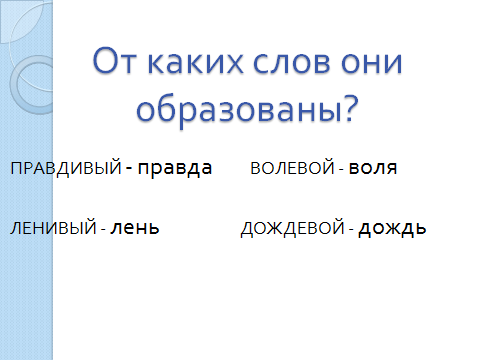 От каких слов они
образованы?
ПРАВДИВЫЙ - правда ВОЛЕВОЙ - воля
ЛЕНИВЫЙ - лень ДОЖДЕВОЙ - дождь